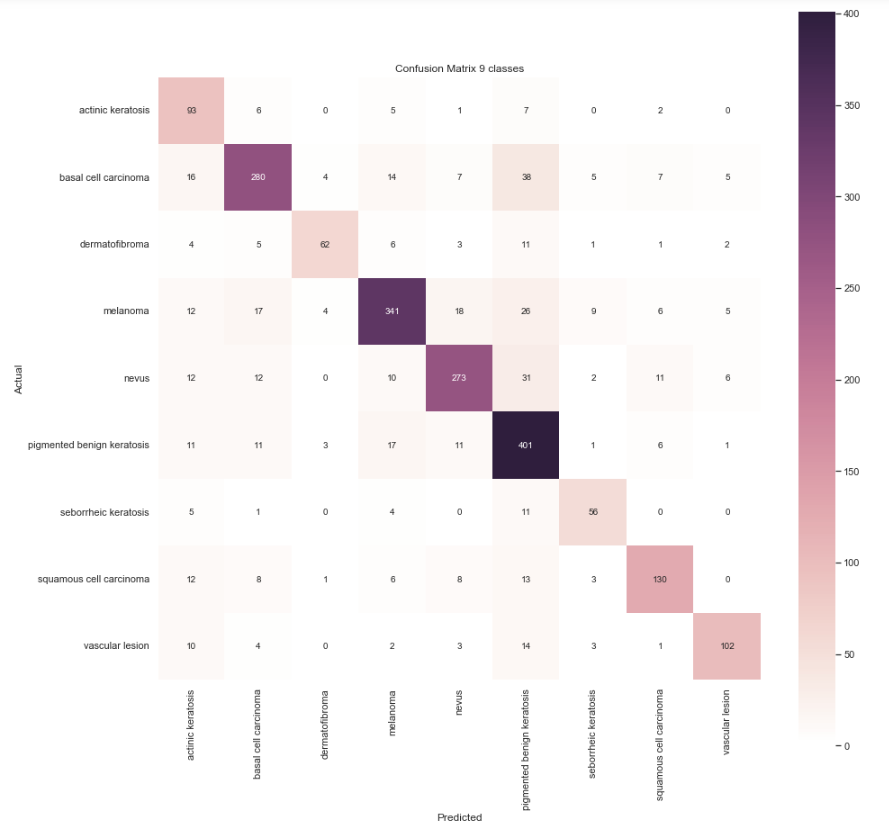 Confusion Matrix 9 classes
actinic keratosis 93 6 0 5 1 7 0 2 0
basal cell carcinoma 16 280 4 14 7 38 5 7 5
dermatofibroma 4 5 62 6 3 11 1 1 2
melanoma 12 17 4 341 18 26 9 6 5
nevus 12 12 0 10 273 31 2 11 6
pigmented benign keratosis 11 11 3 17 11 401 1 6 1
seborrheic keratosis 5 1 0 4 0 11 56 0 0
squamous cell carcinoma 12 8 1 6 8 13 3 130 0
vascular lesion 10 4 0 2 3 14 3 1 102
Actual
actinic keratosis
basal cell carcinoma
dermatofibroma
melanoma
nevus
pigmented benign keratosis
seborrheic keratosis
squamous cell carcinoma
vascular lesion
Predicted
400
350
300
250
200
150
100
50
0